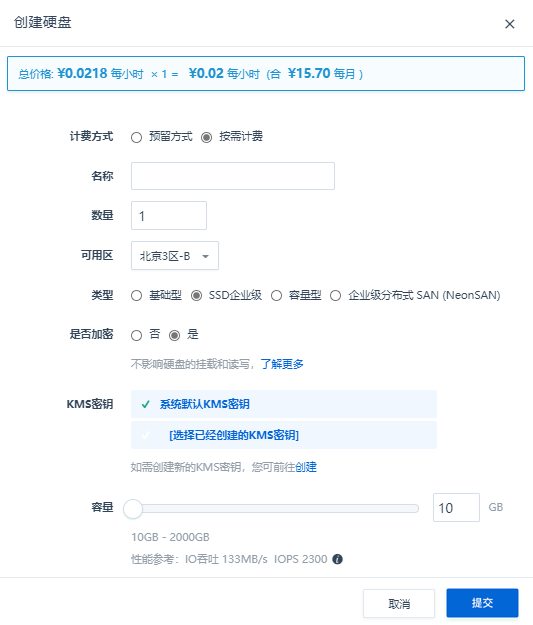 创建硬盘
总价格: ¥0.0218 每小时 × 1 = ¥0.02 每小时 (合 ¥15.70 每月 )
计费方式 预留方式 按需计费
名称
数量 1
可用区 北京3区-B
类型 基础型 SSD企业级 容量型 企业级分布式 SAN (NeonSAN)
是否加密 否 是
不影响硬盘的挂载和读写，了解更多
KMS密钥 系统默认KMS密钥
[选择已经创建的KMS密钥]
如需创建新的KMS密钥，您可前往创建
容量 10 GB
10GB - 2000GB
性能参考：IO吞吐 133MB/s IOPS 2300
取消 提交